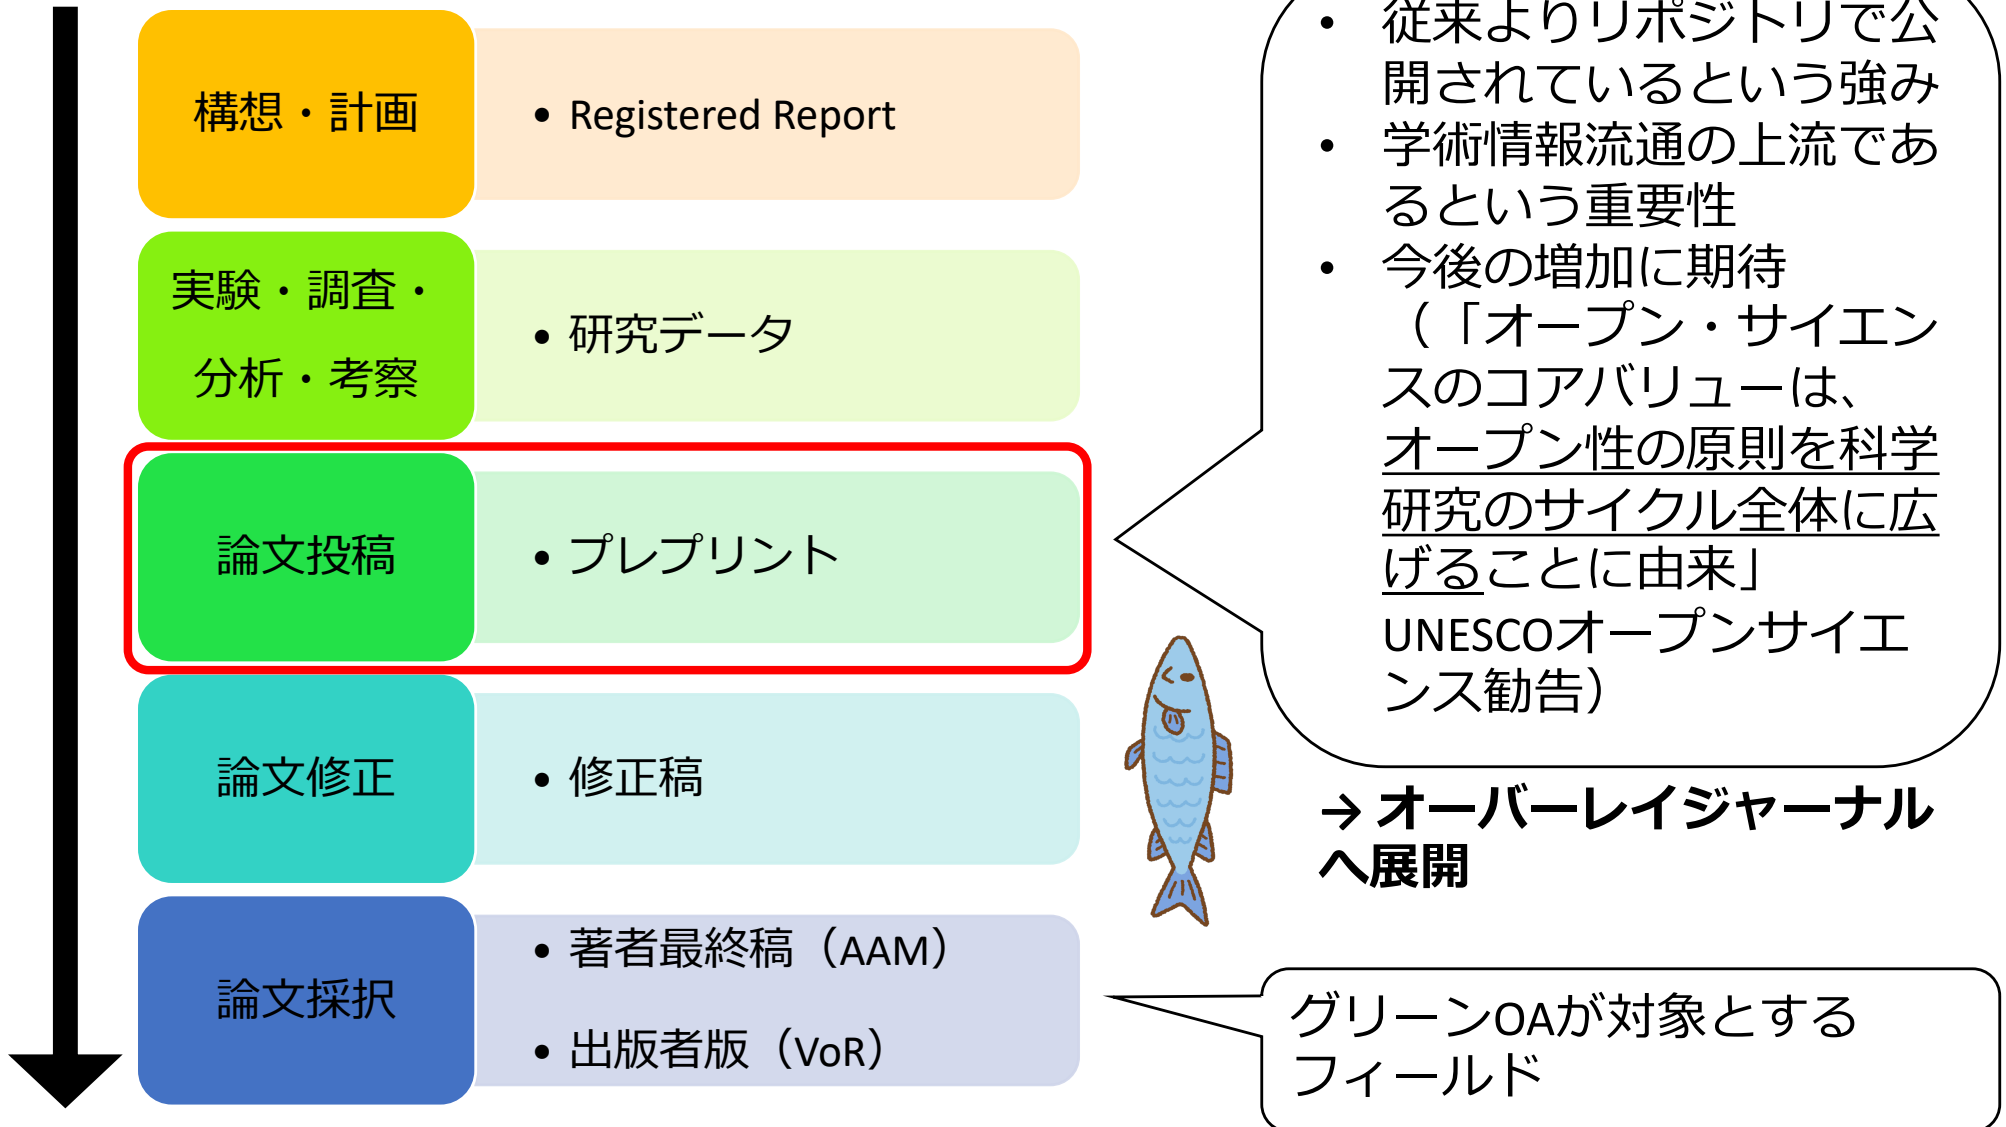 構想・計画
• Registered Report
実験・調査・
分析・考察
• 研究データ
論文投稿
• プレプリント
論文修正
• 修正稿
論文採択
• 著者最終稿（AAM）
• 出版者版（VoR）
• 従来よりリポジトリで公
開されているという強み
• 学術情報流通の上流であ
るという重要性
• 今後の増加に期待
（「オープン・サイエン
スのコアバリューは、
オープン性の原則を科学
研究のサイクル全体に広
げることに由来」
UNESCOオープンサイエ
ンス勧告）
→オーバーレイジャーナル
へ展開
グリーンOAが対象とする
フィールド